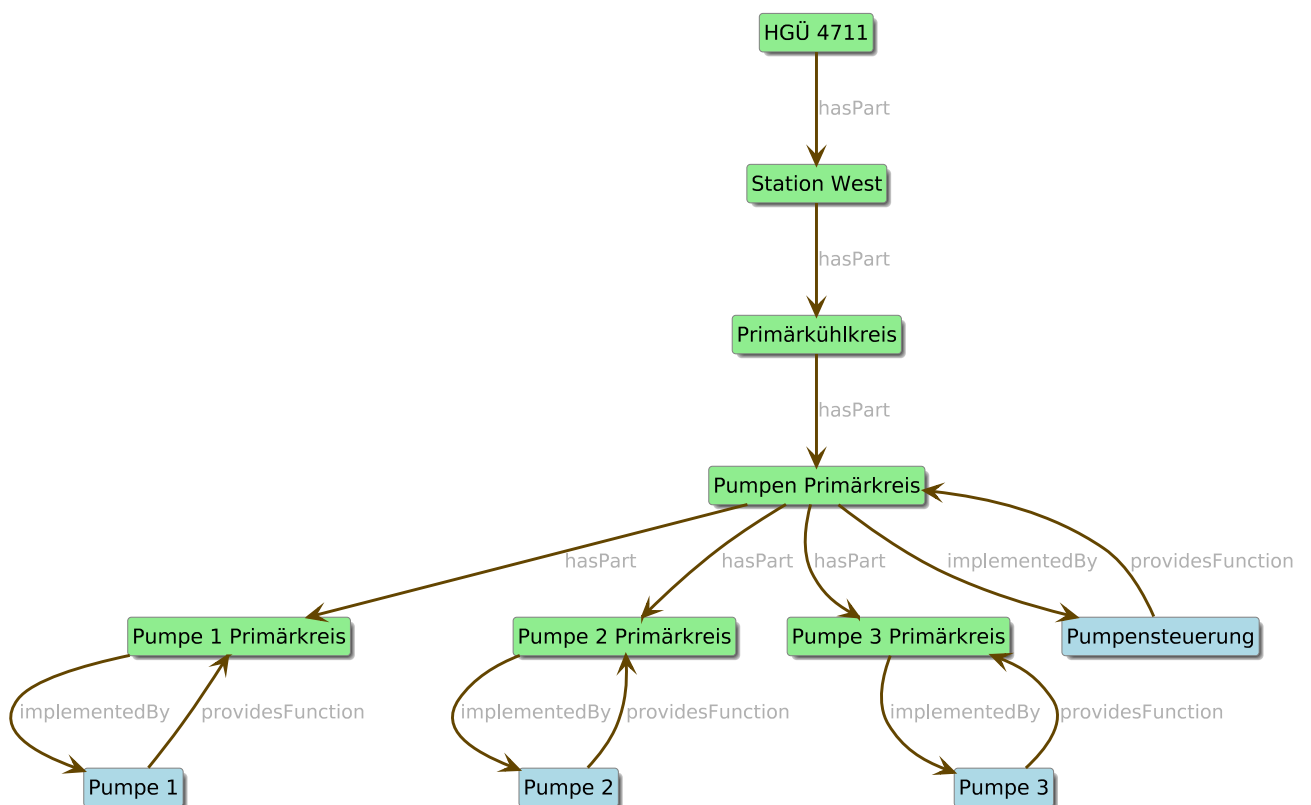 HGÜ 4711
hasPart
Station West
hasPart
Primärkühlkreis
hasPart
Pumpen Primärkreis
hasPart
hasPart
hasPart
implementedBy
providesFunction
Pumpe 1 Primärkreis
Pumpe 2 Primärkreis
Pumpe 3 Primärkreis
Pumpensteuerung
implementedBy
providesFunction
implementedBy
providesFunction
implementedBy
providesFunction
Pumpe 1
Pumpe 2
Pumpe 3